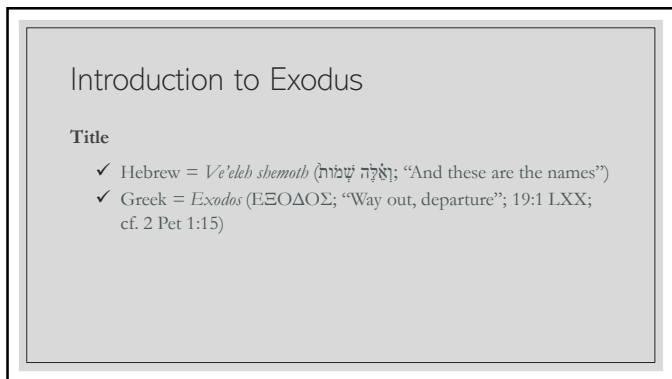 Introduction to Exodus
Title
✓ Hebrew = Ve’eleh shemoth (וְאֵ֗לֶּה שְׁמוֹת֙; “And these are the names”)
✓ Greek = Exodos (ΕΞΟΔΟΣ; “Way out, departure”; 19:1 LXX;
cf. 2 Pet 1:15)